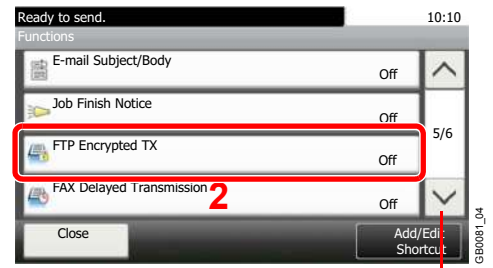 Ready to send.
10:10
Functions
E-mail Subject/Body
Off
Job Finish Notice
Off
5/6
FTP Encrypted TX
Off
FAX Delayed Transmission
2
Off
Close
Add/Edit
Shortcut
GB0081_04